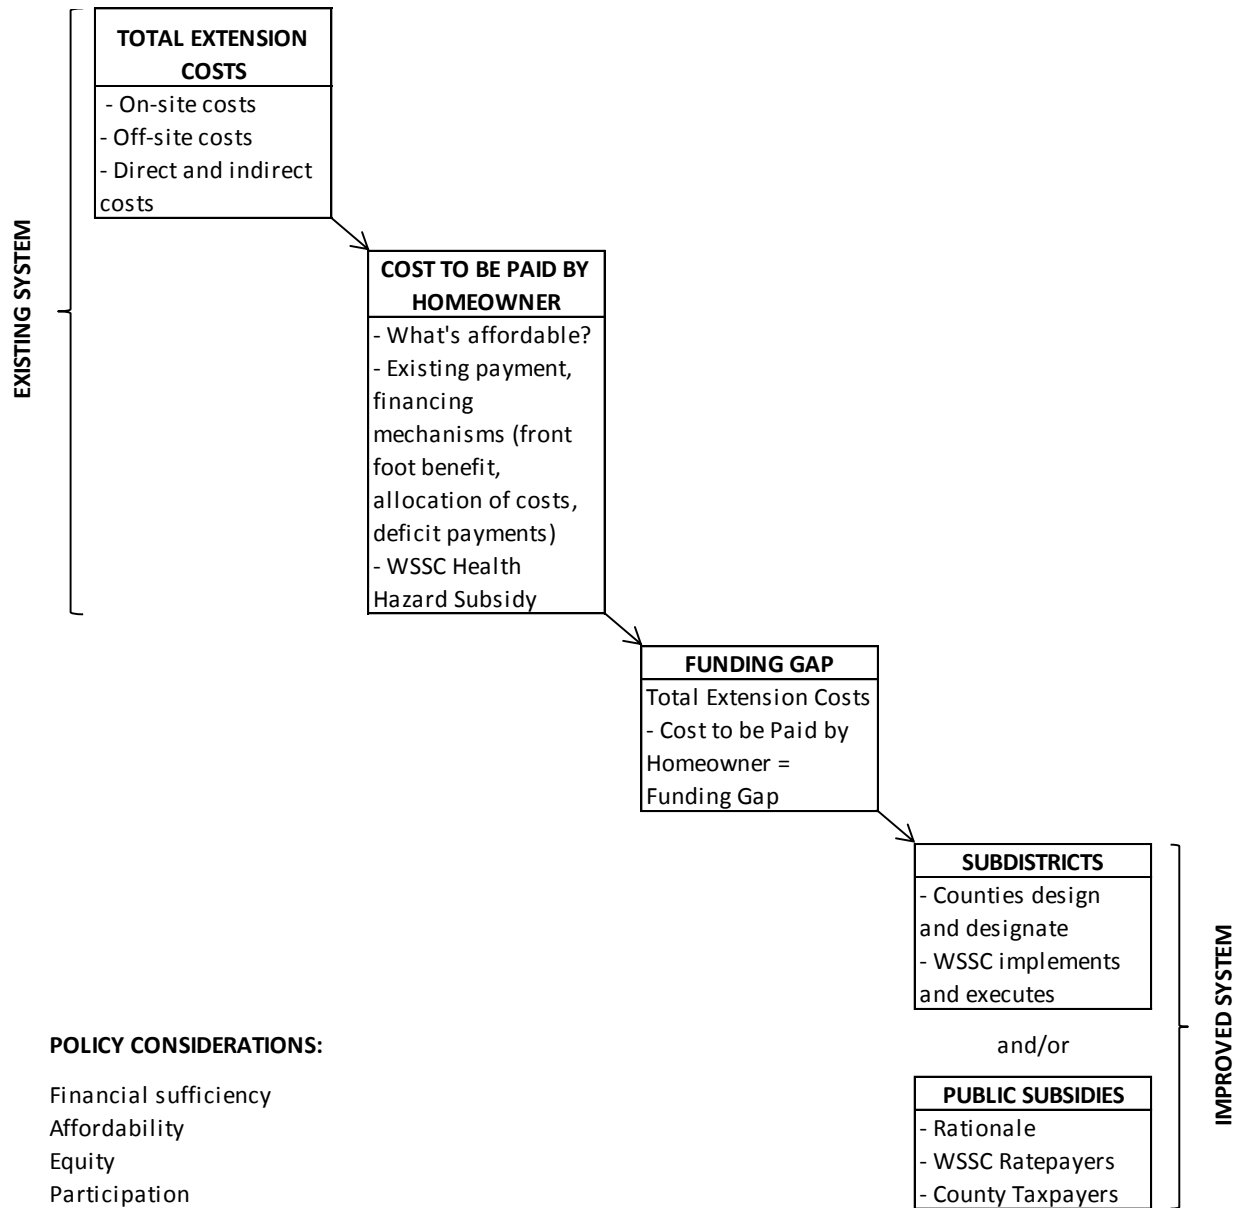 TOTAL EXTENSION
COSTS
- On-site costs
- Off-site costs
- Direct and indirect
costs
EXISTING SYSTEM
COST TO BE PAID BY
HOMEOWNER
- What's affordable?
- Existing payment,
financing
mechanisms (front
foot benefit,
allocation of costs,
deficit payments)
- WSSC Health
Hazard Subsidy
FUNDING GAP
Total Extension Costs
- Cost to be Paid by
Homeowner =
Funding Gap
SUBDISTRICTS
- Counties design
and designate
- WSSC implements
and executes
and/or
PUBLIC SUBSIDIES
- Rationale
- WSSC Ratepayers
- County Taxpayers
IMPROVED SYSTEM
POLICY CONSIDERATIONS:
Financial sufficiency
Affordability
Equity
Participation